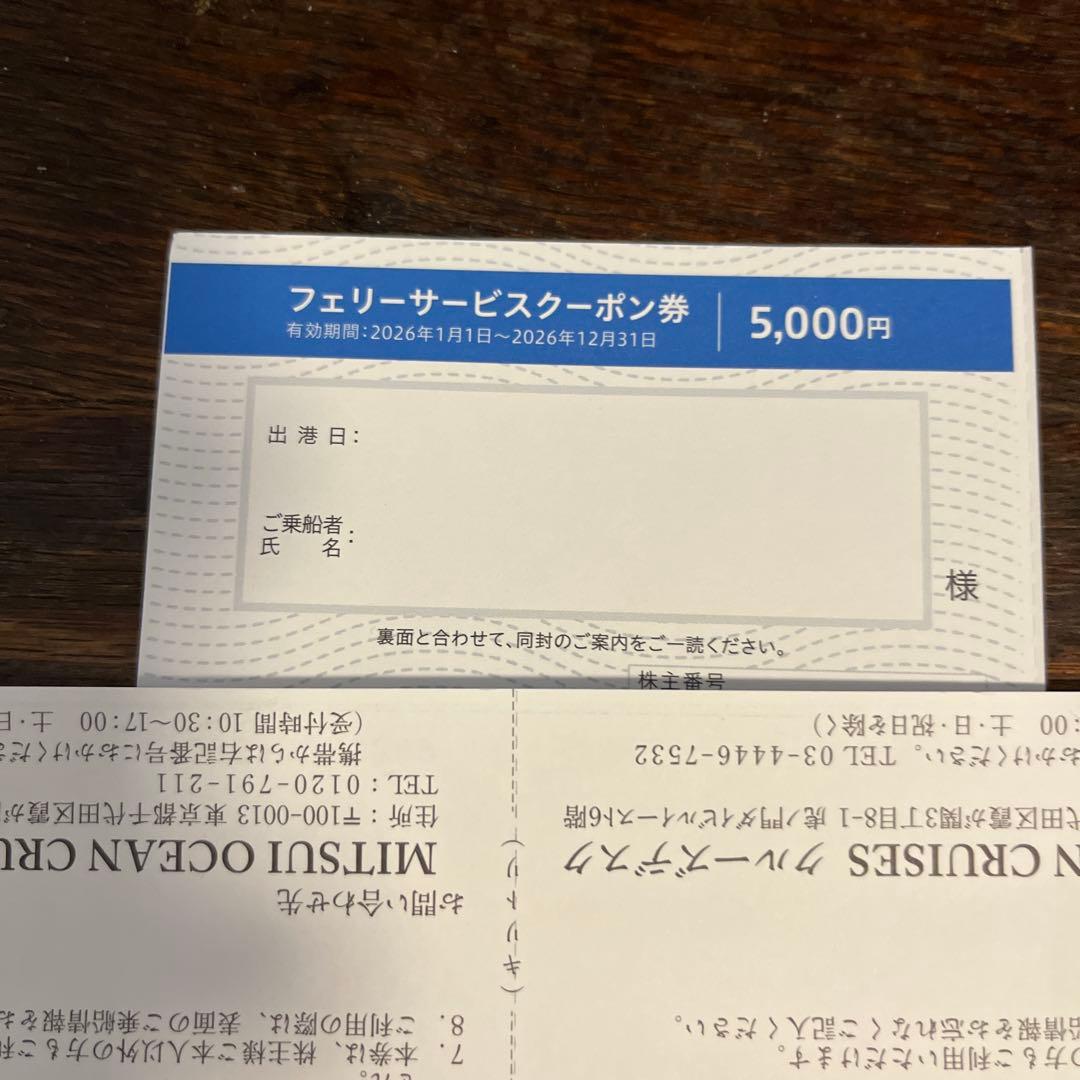 フェリーサービスクーポン券
有効期間：2026年1月1日～2026年12月31日
5,000円
出港日：
ご乗船者
氏名：
様
裏面と合わせて、同封のご案内をご一読ください。
株主番号
7. 本券は、株主様ご本人以外の方もご利
8. ご利用の際は、表面のご乗船情報をお
お問い合わせ先
MITSUI OCEAN CRU
住所：〒100-0013 東京都千代田区霞が
TEL：0120-791-211
携帯からは右記番号におかけくださ
（受付時間 10:30～17:00 土・日
（キリトリ）
の方もご利用いただけます。
船情報をお忘れなくご記入ください。
N CRUISES クルーズデスク
代田区霞が関3丁目8-1 虎ノ門ダイビルイースト6階
おかけください。TEL 03-4446-7532
:00 土・日・祝日を除く）